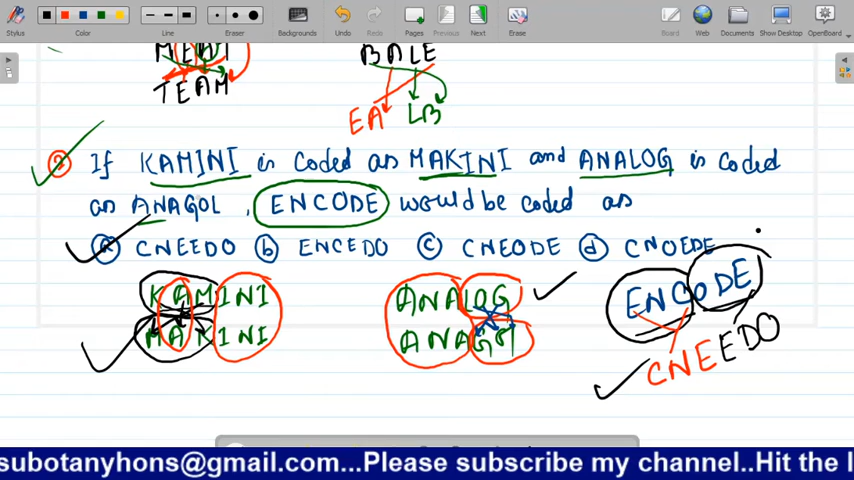 Styles Color Line Eraser Backgrounds Undo Redo Pages Previous Next Erase Board Web Documents Show Desktop OpenBoard
MEAT BALE
TEAM
EA LB
② If KAMINI is coded as MAKINI and ANALOG is coded
as ANAGOL, ENCODE would be coded as
ⓐ CNEEDO ⓑ ENCEDO ⓒ CNEODE ⓓ CNOEDE
KAMINI ANALOG ENCODE
MAKINI
CNEEDO
subotanyhons@gmail.com...Please subscribe my channel...Hit the l